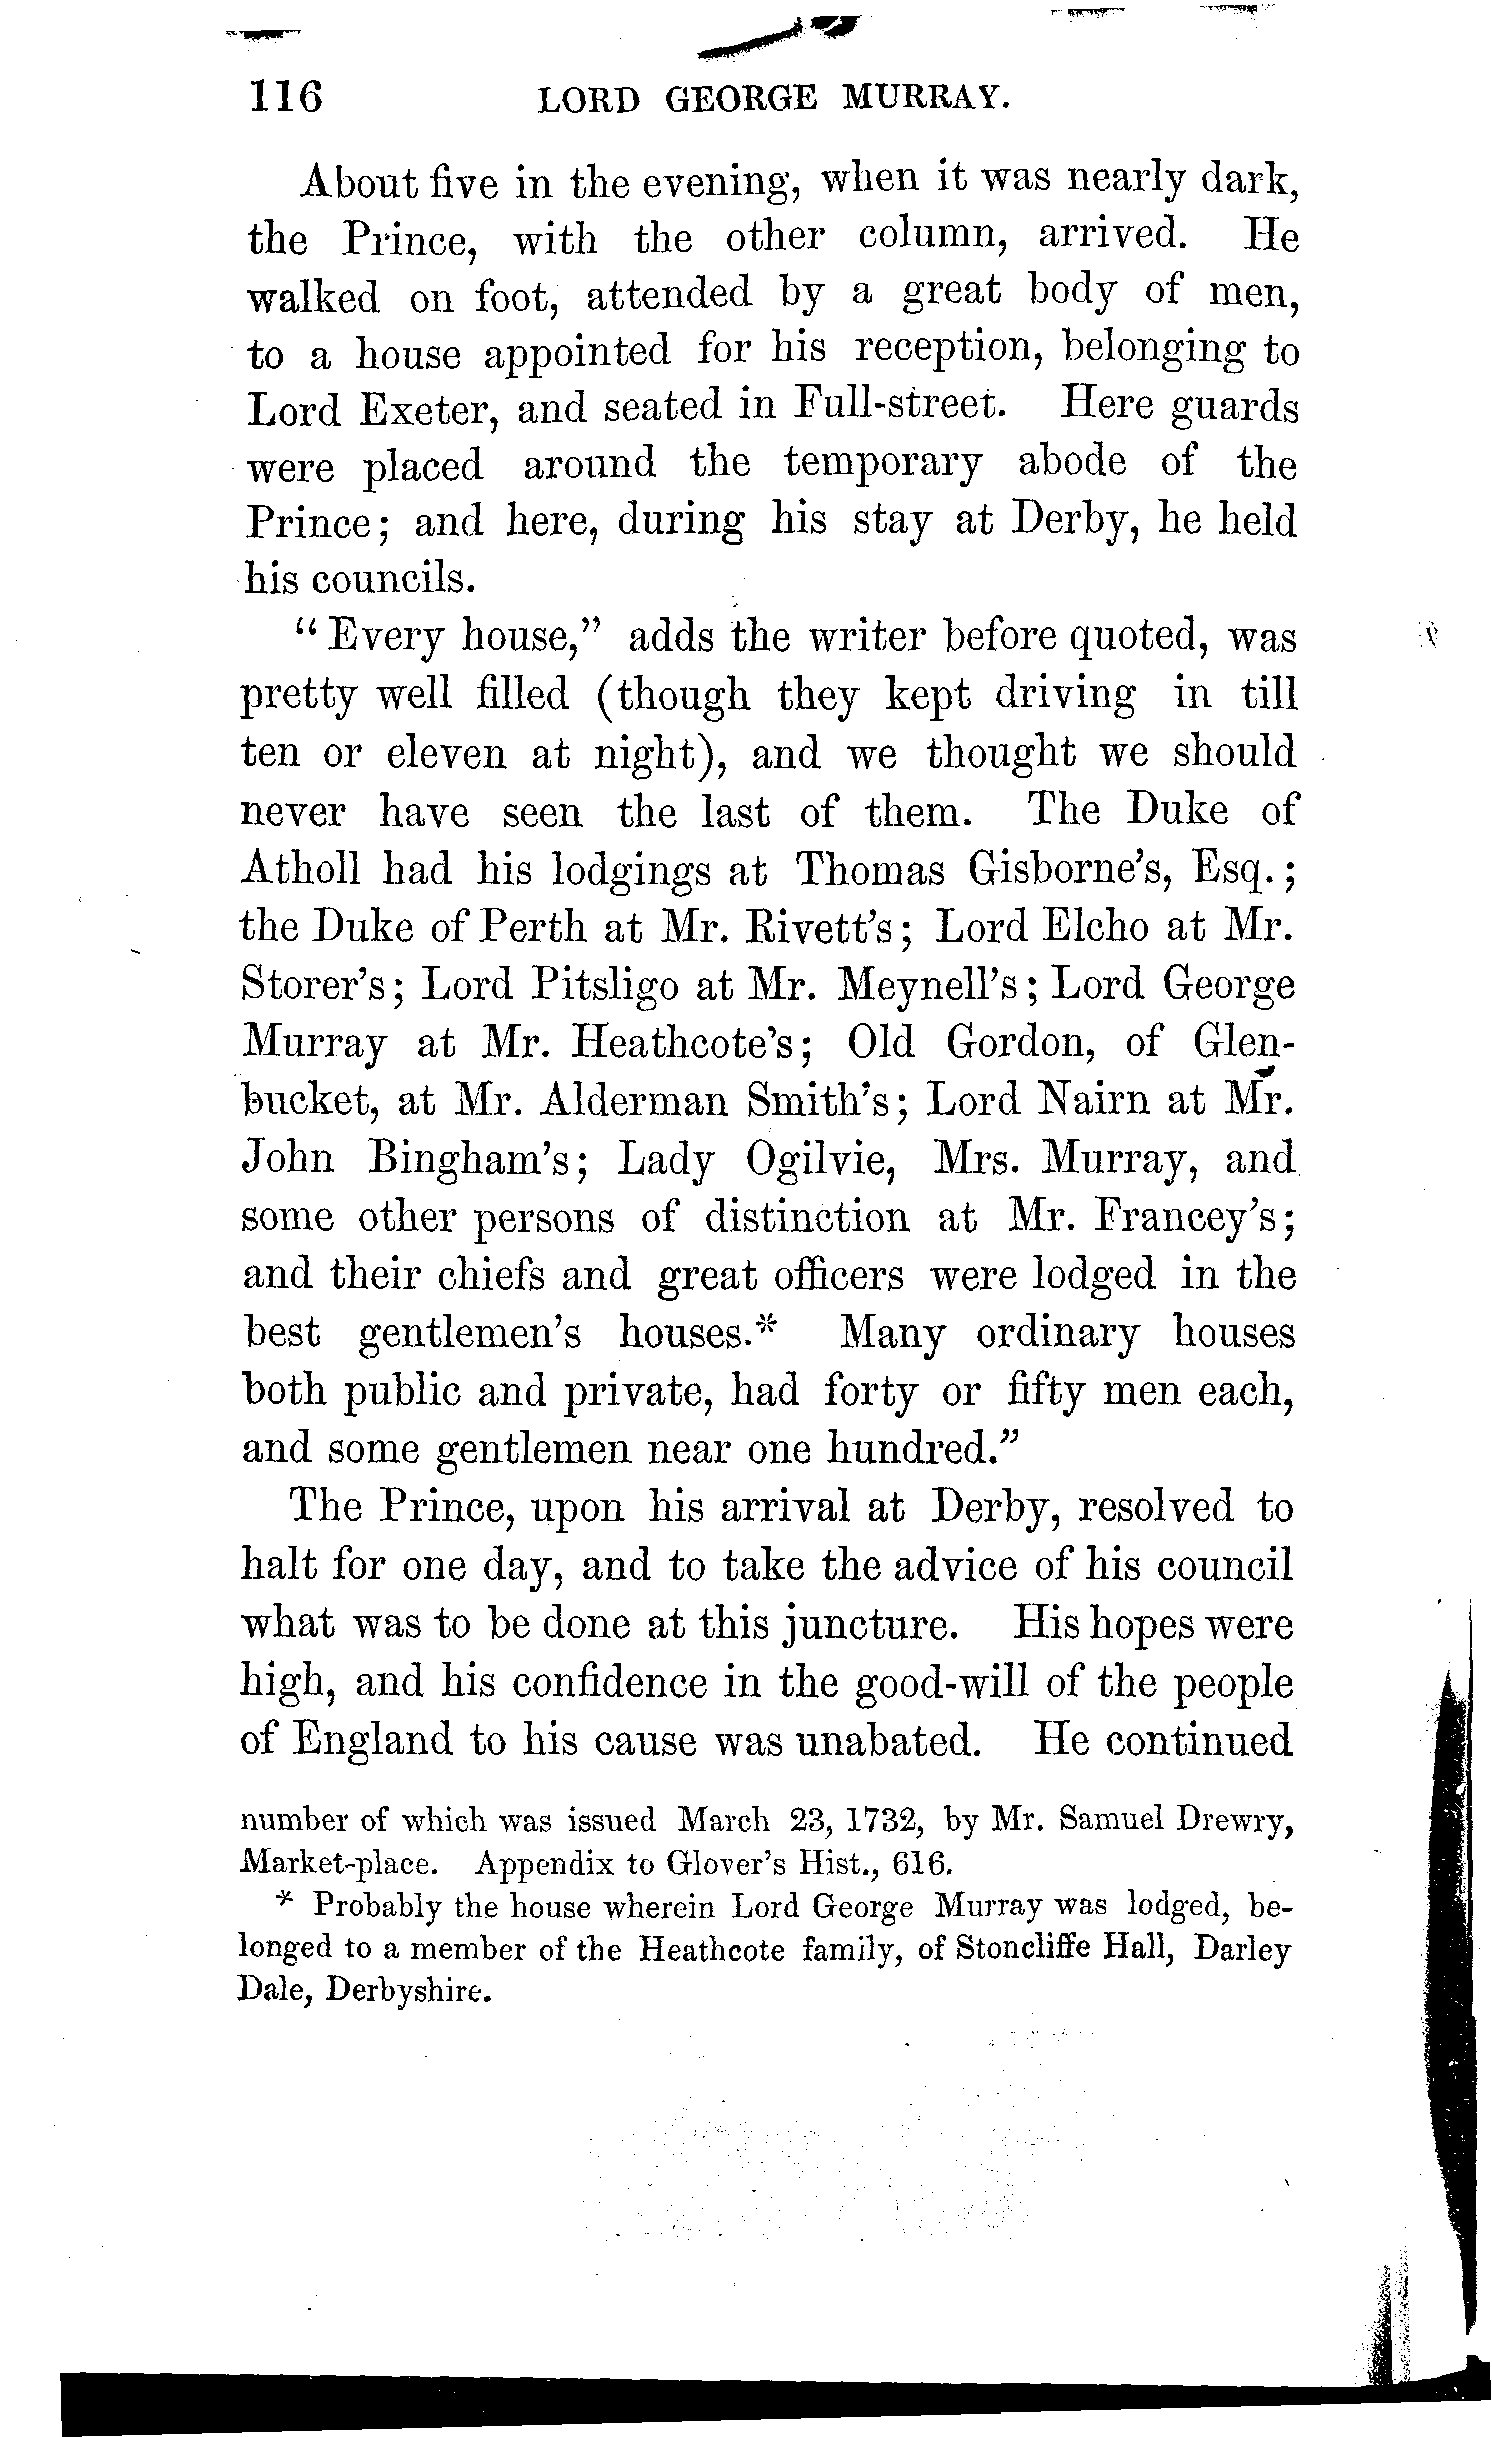 116 LORD GEORGE MURRAY.
About five in the evening, when it was nearly dark,
the Prince, with the other column, arrived. He
walked on foot, attended by a great body of men,
to a house appointed for his reception, belonging to
Lord Exeter, and seated in Full-street. Here guards
were placed around the temporary abode of the
Prince; and here, during his stay at Derby, he held
his councils.
"Every house," adds the writer before quoted, was
pretty well filled (though they kept driving in till
ten or eleven at night), and we thought we should
never have seen the last of them. The Duke of
Atholl had his lodgings at Thomas Gisborne's, Esq.;
the Duke of Perth at Mr. Rivett's; Lord Elcho at Mr.
Storer's; Lord Pitsligo at Mr. Meynell's; Lord George
Murray at Mr. Heathcote's; Old Gordon, of Glen-
bucket, at Mr. Alderman Smith's; Lord Nairn at Mr.
John Bingham's; Lady Ogilvie, Mrs. Murray, and
some other persons of distinction at Mr. Francey's;
and their chiefs and great officers were lodged in the
best gentlemen's houses.* Many ordinary houses
both public and private, had forty or fifty men each,
and some gentlemen near one hundred."
The Prince, upon his arrival at Derby, resolved to
halt for one day, and to take the advice of his council
what was to be done at this juncture. His hopes were
high, and his confidence in the good-will of the people
of England to his cause was unabated. He continued
number of which was issued March 23, 1732, by Mr. Samuel Drewry,
Market-place. Appendix to Glover's Hist., 616.
* Probably the house wherein Lord George Murray was lodged, be-
longed to a member of the Heathcote family, of Stoncliffe Hall, Darley
Dale, Derbyshire.